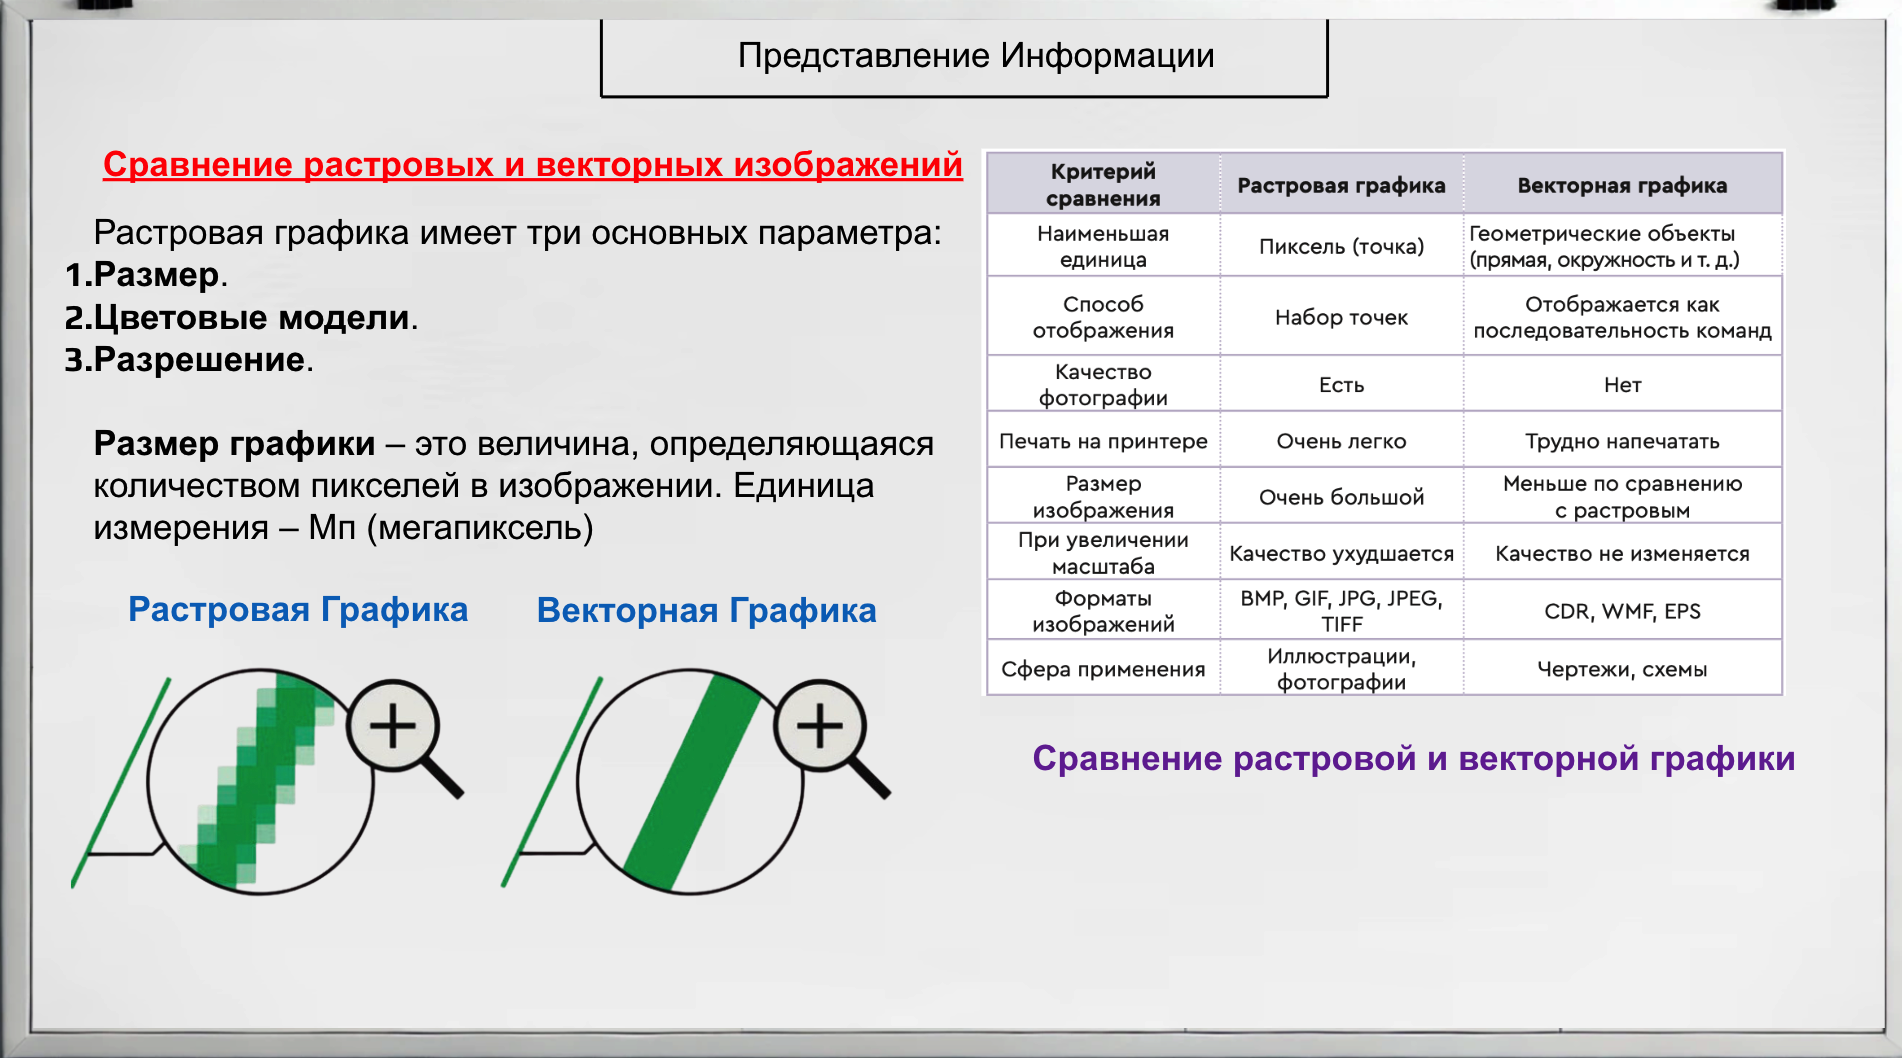 Представление Информации
Сравнение растровых и векторных изображений
Растровая графика имеет три основных параметра:
1.Размер.
2.Цветовые модели.
3.Разрешение.
Размер графики – это величина, определяющаяся
количеством пикселей в изображении. Единица
измерения – Мп (мегапиксель)
Растровая Графика
Векторная Графика
Критерий
сравнения
Растровая графика
Векторная графика
Наименьшая
единица
Пиксель (точка)
Геометрические объекты
(прямая, окружность и т. д.)
Способ
отображения
Набор точек
Отображается как
последовательность команд
Качество
фотографии
Есть
Нет
Печать на принтере
Очень легко
Трудно напечатать
Размер
изображения
Очень большой
Меньше по сравнению
с растровым
При увеличении
масштаба
Качество ухудшается
Качество не изменяется
Форматы
изображений
BMP, GIF, JPG, JPEG,
TIFF
CDR, WMF, EPS
Сфера применения
Иллюстрации,
фотографии
Чертежи, схемы
Сравнение растровой и векторной графики